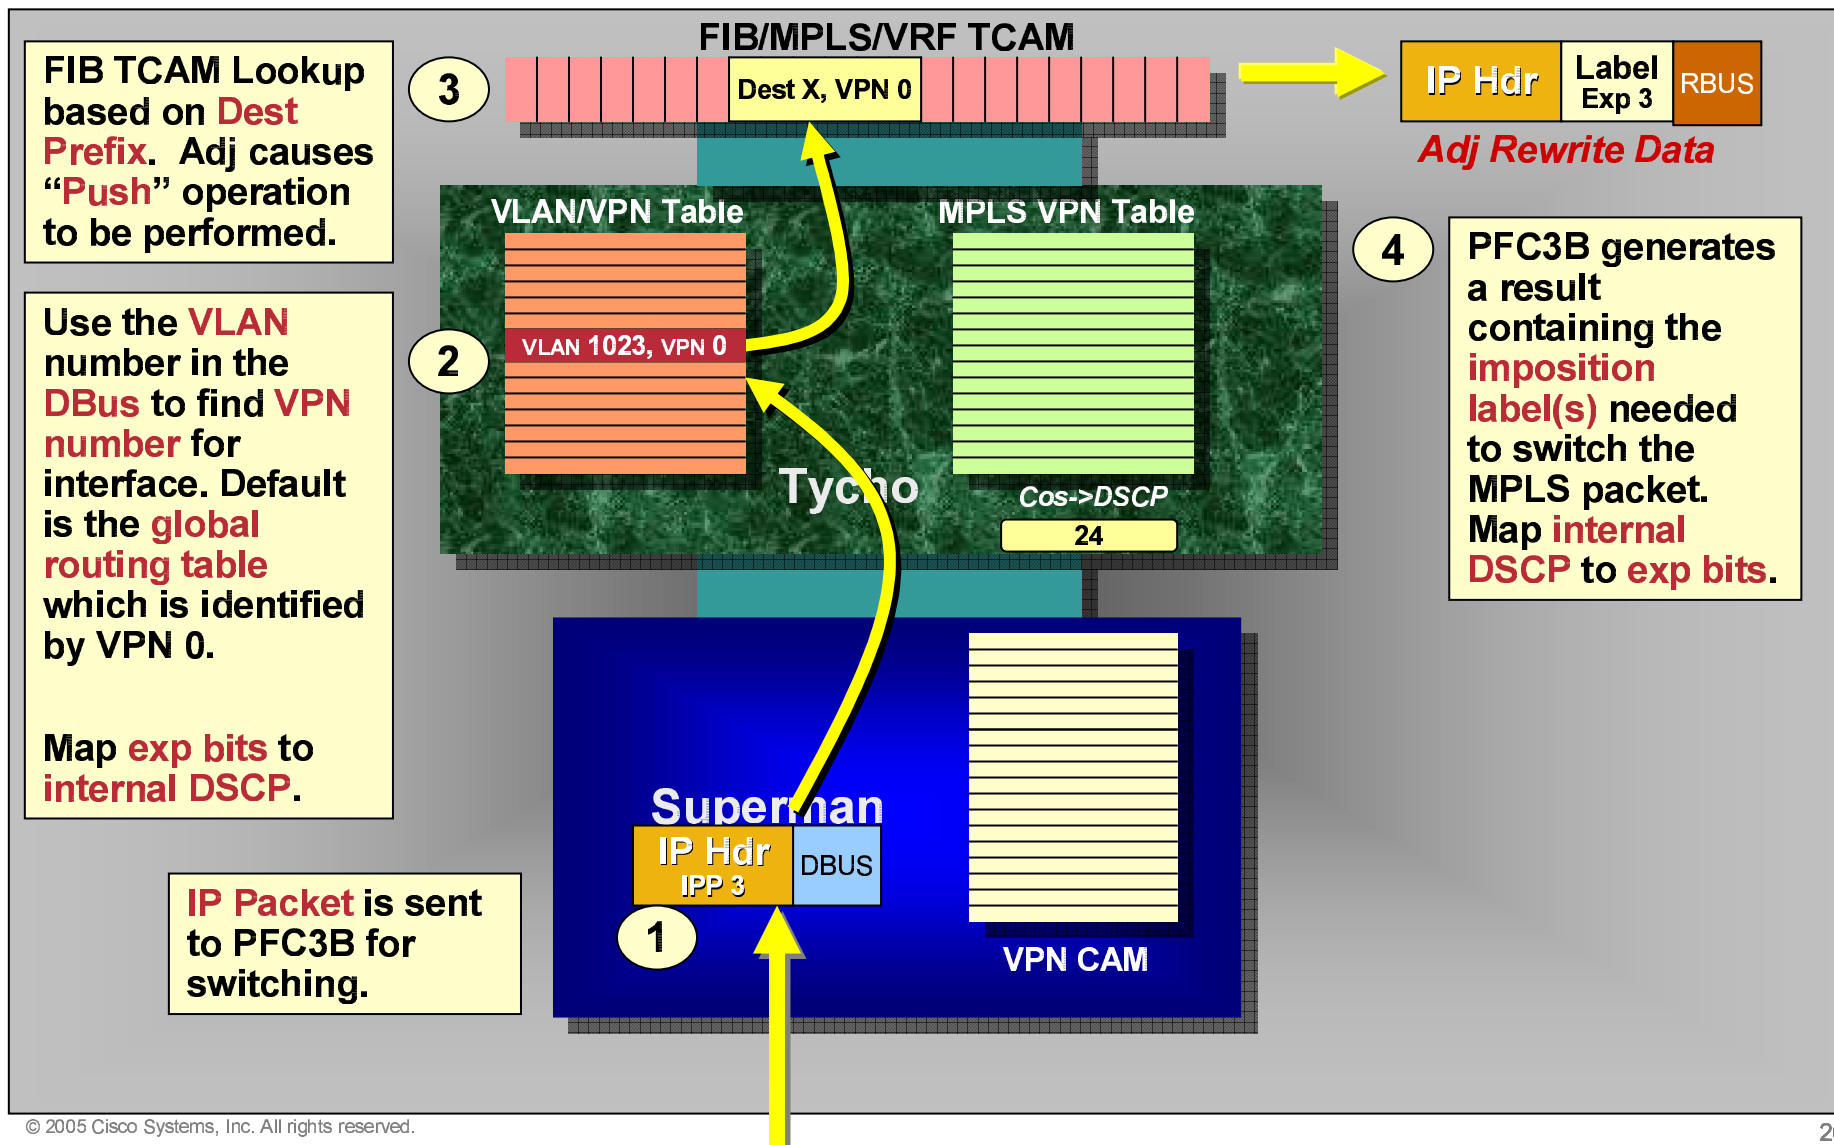 FIB/MPLS/VRF TCAM
FIB TCAM Lookup
based on Dest
Prefix.  Adj causes
“Push” operation
to be performed.
3
Dest X, VPN 0
IP Hdr
Label
Exp 3
RBUS
Adj Rewrite Data
VLAN/VPN Table
MPLS VPN Table
Use the VLAN
number in the
DBus to find VPN
number for
interface. Default
is the global
routing table
which is identified
by VPN 0.
Map exp bits to
internal DSCP.
2
VLAN 1023, VPN 0
Tycho
Cos->DSCP
24
4
PFC3B generates
a result
containing the
imposition
label(s) needed
to switch the
MPLS packet.
Map internal
DSCP to exp bits.
Superman
IP Hdr
IPP 3
DBUS
1
VPN CAM
IP Packet is sent
to PFC3B for
switching.
© 2005 Cisco Systems, Inc. All rights reserved.